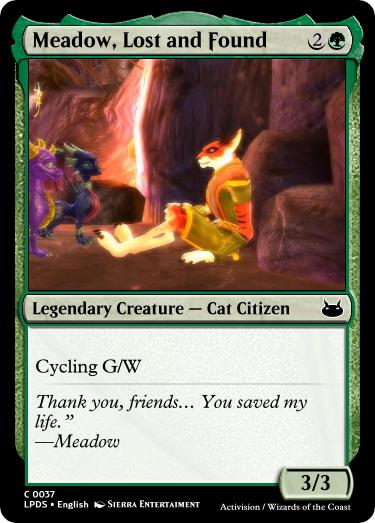 Meadow, Lost and Found 2
Legendary Creature — Cat Citizen
Cycling G/W
Thank you, friends… You saved my
life.”
—Meadow
3/3
C 0037
LPDS • English Sierra Entertaiment
Activision / Wizards of the Coast